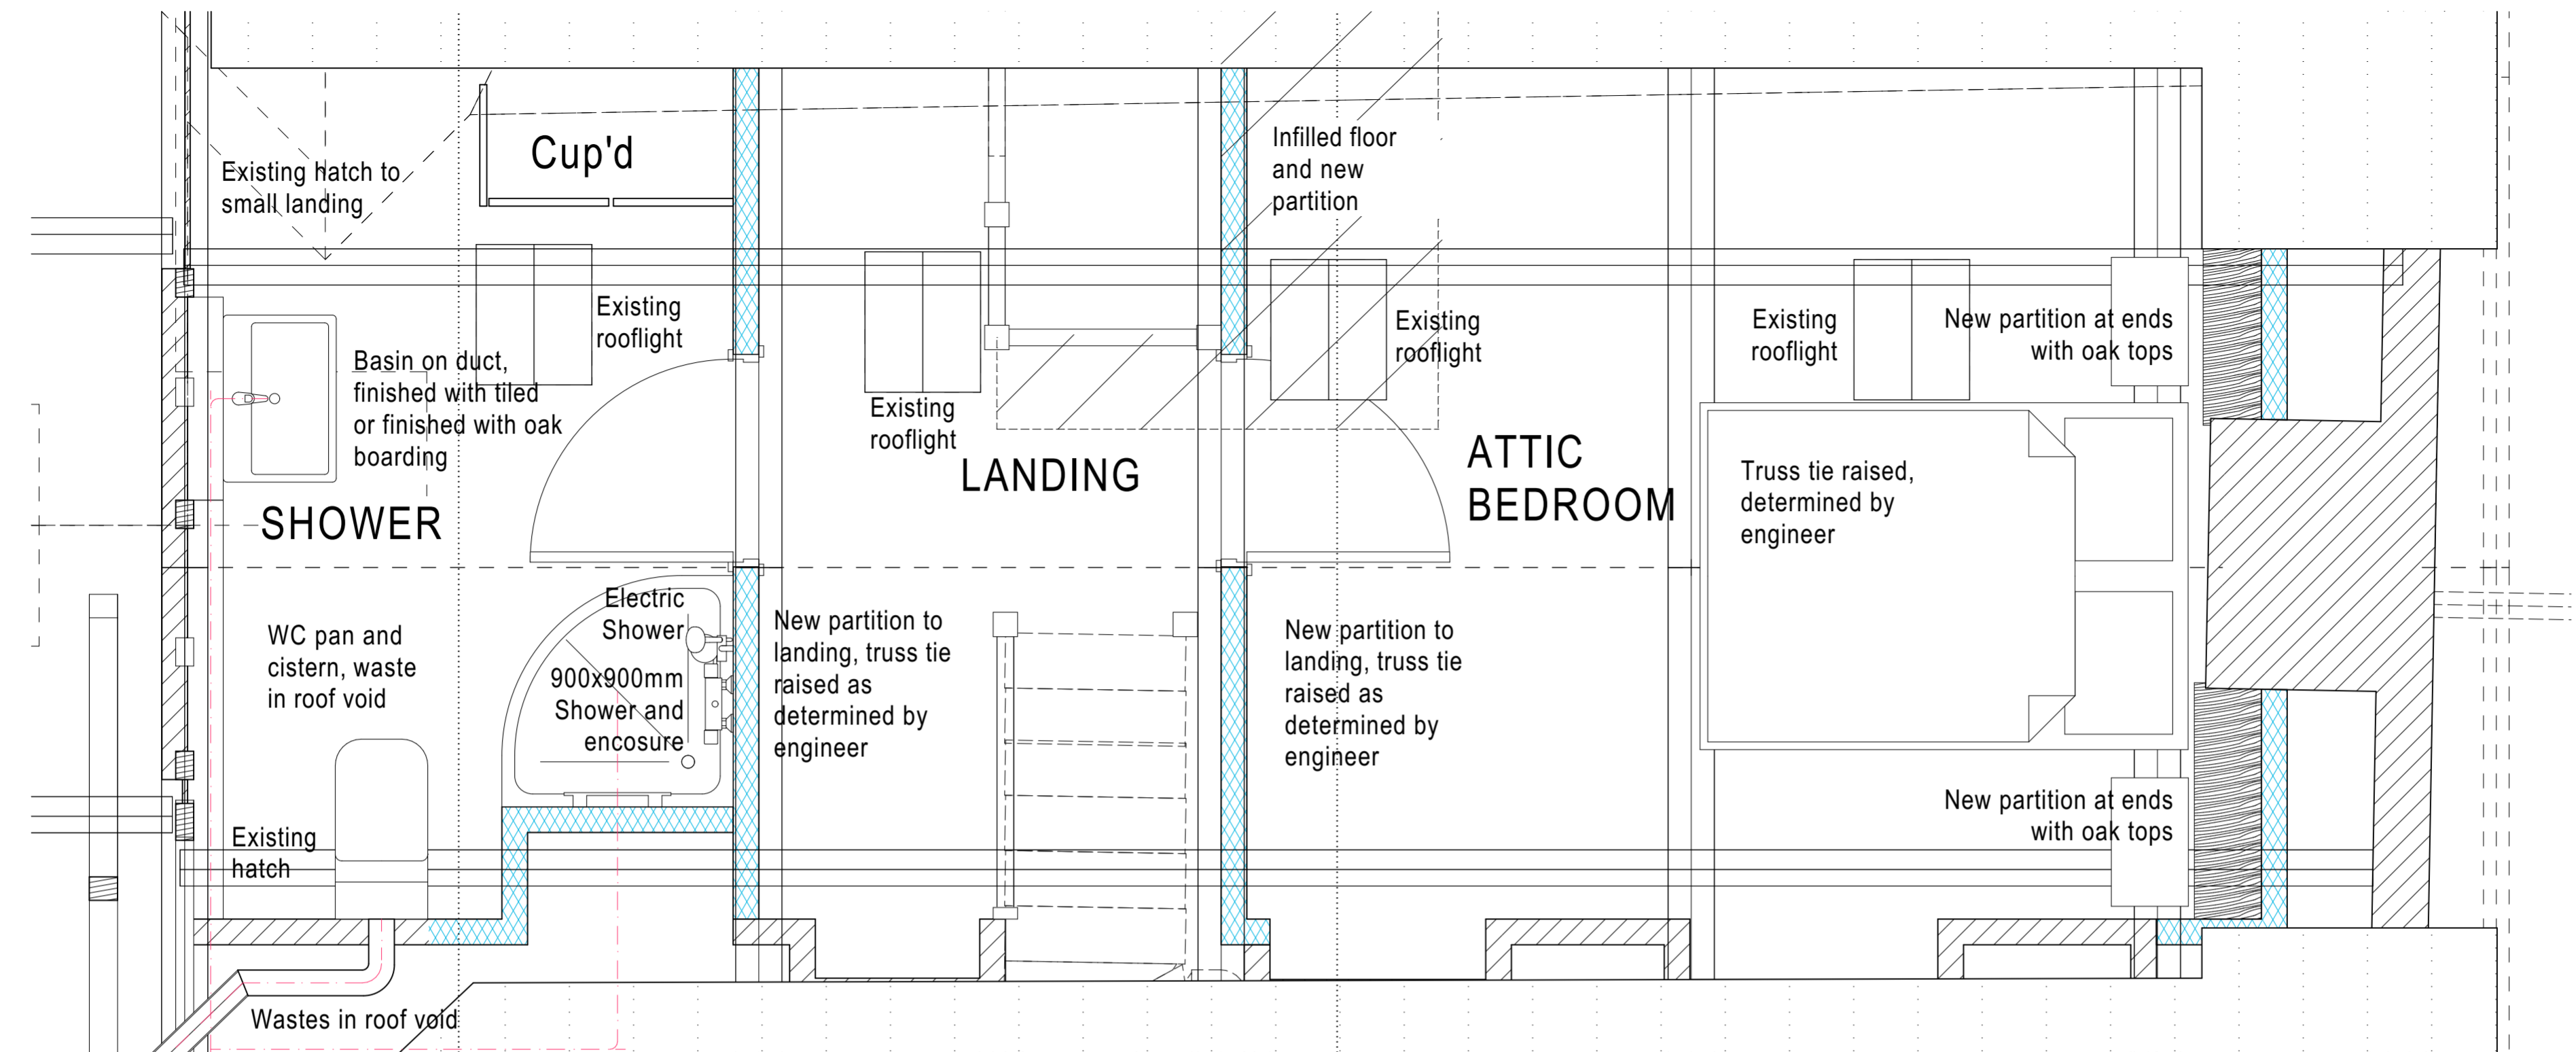 Cup'd
Existing hatch to
small landing
Infilled floor
and new
partition
Existing
rooflight
Existing
rooflight
Existing
rooflight
Existing
rooflight
New partition at ends
with oak tops
Basin on duct,
finished with tiled
or finished with oak
boarding
SHOWER
LANDING
ATTIC
BEDROOM
Truss tie raised,
determined by
engineer
WC pan and
cistern, waste
in roof void
Electric
Shower
900x900mm
Shower and
encosure
New partition to
landing, truss tie
raised as
determined by
engineer
New partition to
landing, truss tie
raised as
determined by
engineer
New partition at ends
with oak tops
Existing
hatch
Wastes in roof void